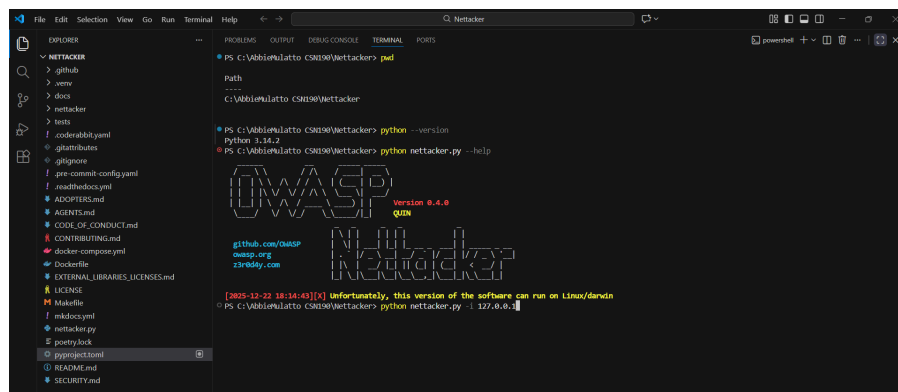 File Edit Selection View Go Run Terminal Help
Nettacker
EXPLORER
NETTACKER
.github
.venv
docs
nettacker
tests
.coderabbit.yaml
.gitattributes
.gitignore
.pre-commit-config.yaml
.readthedocs.yml
ADOPTERS.md
AGENTS.md
CODE_OF_CONDUCT.md
CONTRIBUTING.md
docker-compose.yml
Dockerfile
EXTERNAL_LIBRARIES_LICENSES.md
LICENSE
Makefile
mkdocs.yml
nettacker.py
poetry.lock
pyproject.toml
README.md
SECURITY.md
PROBLEMS OUTPUT DEBUG CONSOLE TERMINAL PORTS
powershell
PS C:\AbbieMulatto CSN190\Nettacker> pwd
Path
----
C:\AbbieMulatto CSN190\Nettacker
PS C:\AbbieMulatto CSN190\Nettacker> python --version
Python 3.14.2
PS C:\AbbieMulatto CSN190\Nettacker> python nettacker.py --help
OWASP
Version 0.4.0
QUIN
Nettacker
github.com/OWASP
owasp.org
z3r0d4y.com
[2025-12-22 18:14:43][X] Unfortunately, this version of the software can run on Linux/darwin
PS C:\AbbieMulatto CSN190\Nettacker> python nettacker.py -i 127.0.0.1